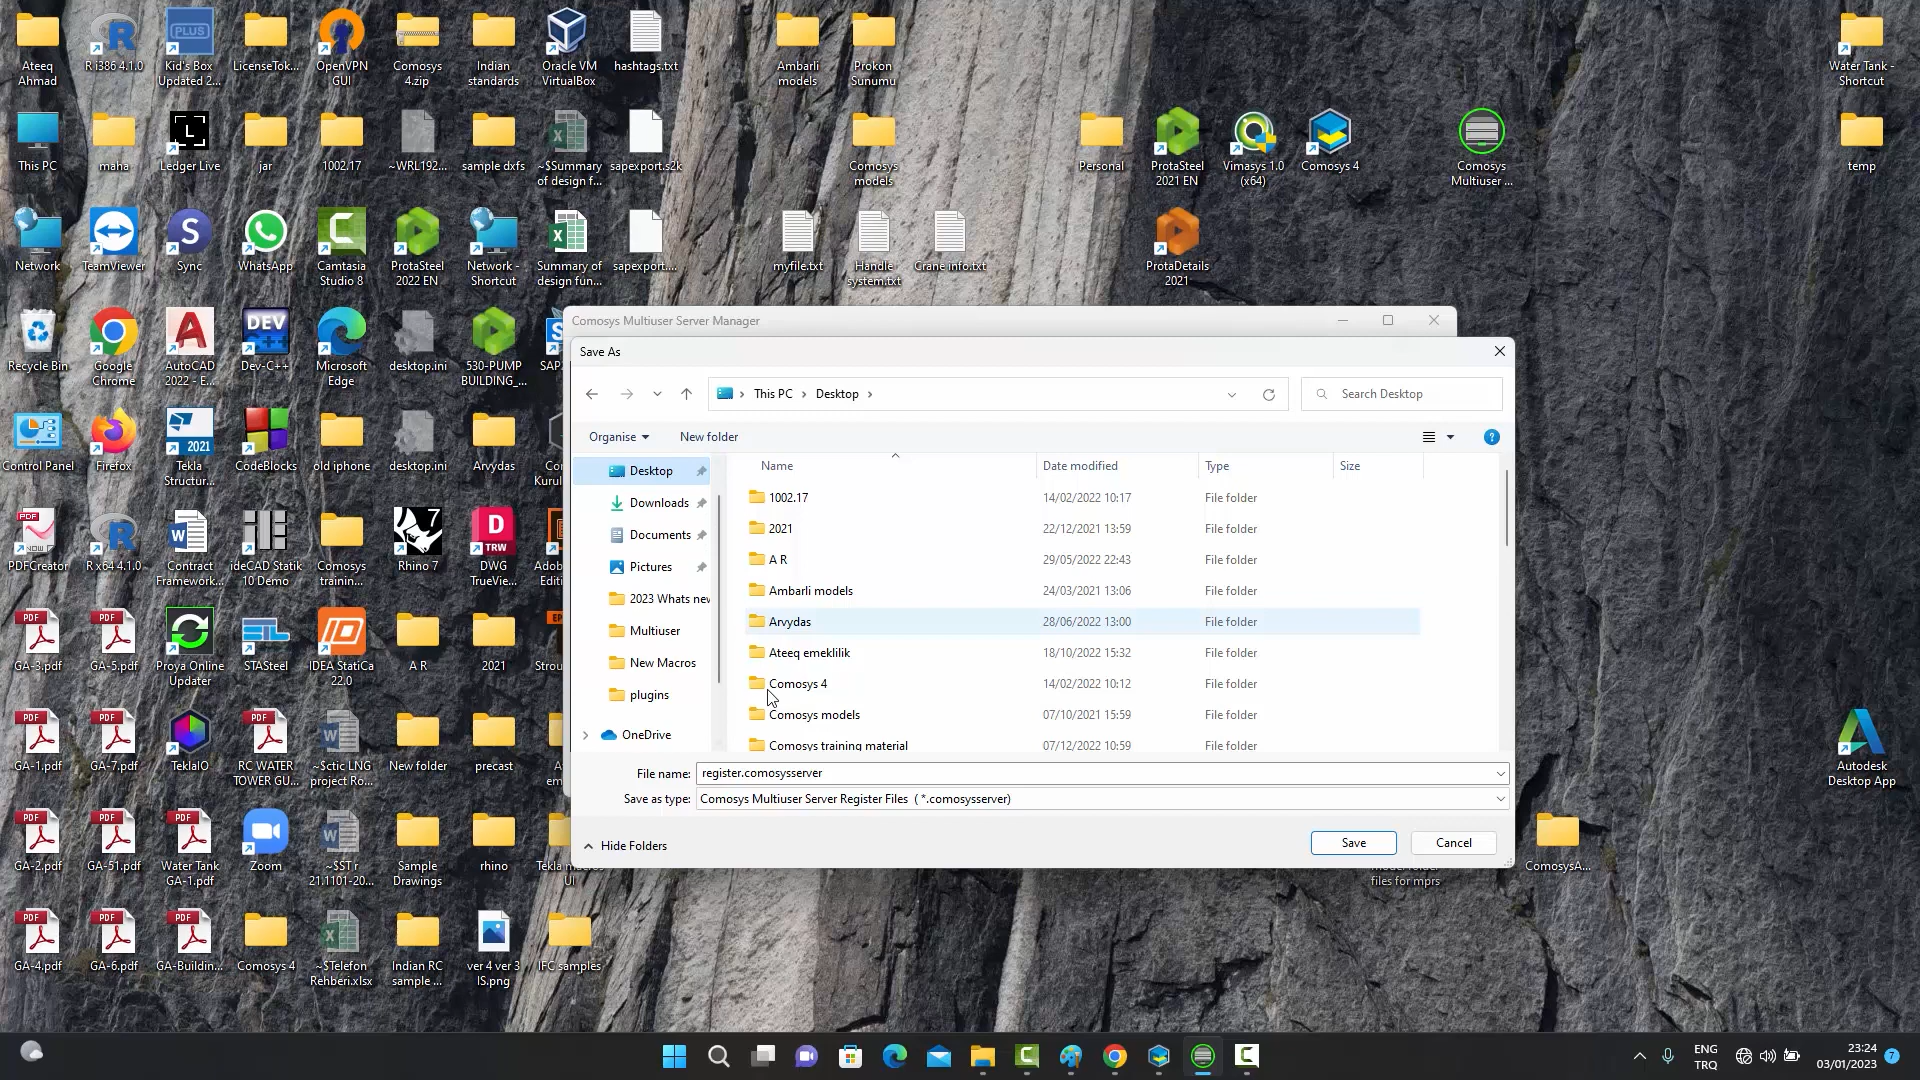 Ateeq
Ahmad
R i386 4.1.0
PLUS
Kid's Box
Updated 2...
LicenseTok...
OpenVPN
GUI
Comosys
4.zip
Indian
standards
Oracle VM
VirtualBox
hashtags.txt
Ambarli
models
Prokon
Sunumu
Water Tank -
Shortcut
This PC
maha
Ledger Live
jar
1002.17
~WRL192...
sample dxfs
~$Summary
of design f...
sapexport.s2k
Comosys
models
Personal
ProtaSteel
2021 EN
Vimasys 1.0
(x64)
Comosys 4
Comosys
Multiuser ...
temp
Network
TeamViewer
Sync
WhatsApp
Camtasia
Studio 8
ProtaSteel
2022 EN
Network -
Shortcut
Summary of
design fun...
sapexport....
myfile.txt
Handle
system.txt
Crane info.txt
ProtaDetails
2021
Recycle Bin
Google
Chrome
AutoCAD
2022 - E...
DEV
Dev-C++
Microsoft
Edge
desktop.ini
530-PUMP
BUILDING_...
Control Panel
Firefox
2021
Tekla
Structur...
CodeBlocks
old iphone
desktop.ini
Arvydas
PDFCreator
R x64 4.1.0
Contract
Framework...
ideCAD Statik
10 Demo
Comosys
trainin...
7
Rhino 7
D
TRW
DWG
TrueVie...
GA-3.pdf
GA-5.pdf
Proya Online
Updater
STASteel
IDEA StatiCa
22.0
A R
2021
GA-1.pdf
GA-7.pdf
TeklaIO
RC WATER
TOWER GU...
~$ctic LNG
project Ro...
New folder
precast
GA-2.pdf
GA-51.pdf
Water Tank
GA-1.pdf
Zoom
~$ST r
21.1101-20...
Sample
Drawings
rhino
GA-4.pdf
GA-6.pdf
GA-Buildin...
Comosys 4
~$Telefon
Rehberi.xlsx
Indian RC
sample ...
ver 4 ver 3
IS.png
IFC samples
Autodesk
Desktop App
ComosysA...
files for mprs
Comosys Multiuser Server Manager
Save As
This PC > Desktop >
Search Desktop
Organise
New folder
Desktop
Downloads
Documents
Pictures
2023 Whats new
Multiuser
New Macros
plugins
OneDrive
Name Date modified Type Size
1002.17 14/02/2022 10:17 File folder
2021 22/12/2021 13:59 File folder
A R 29/05/2022 22:43 File folder
Ambarli models 24/03/2021 13:06 File folder
Arvydas 28/06/2022 13:00 File folder
Ateeq emeklilik 18/10/2022 15:32 File folder
Comosys 4 14/02/2022 10:12 File folder
Comosys models 07/10/2021 15:59 File folder
Comosys training material 07/12/2022 10:59 File folder
File name: register.comosysserver
Save as type: Comosys Multiuser Server Register Files ( *.comosysserver)
Hide Folders
Save
Cancel
ENG
TRQ
23:24
03/01/2023
7